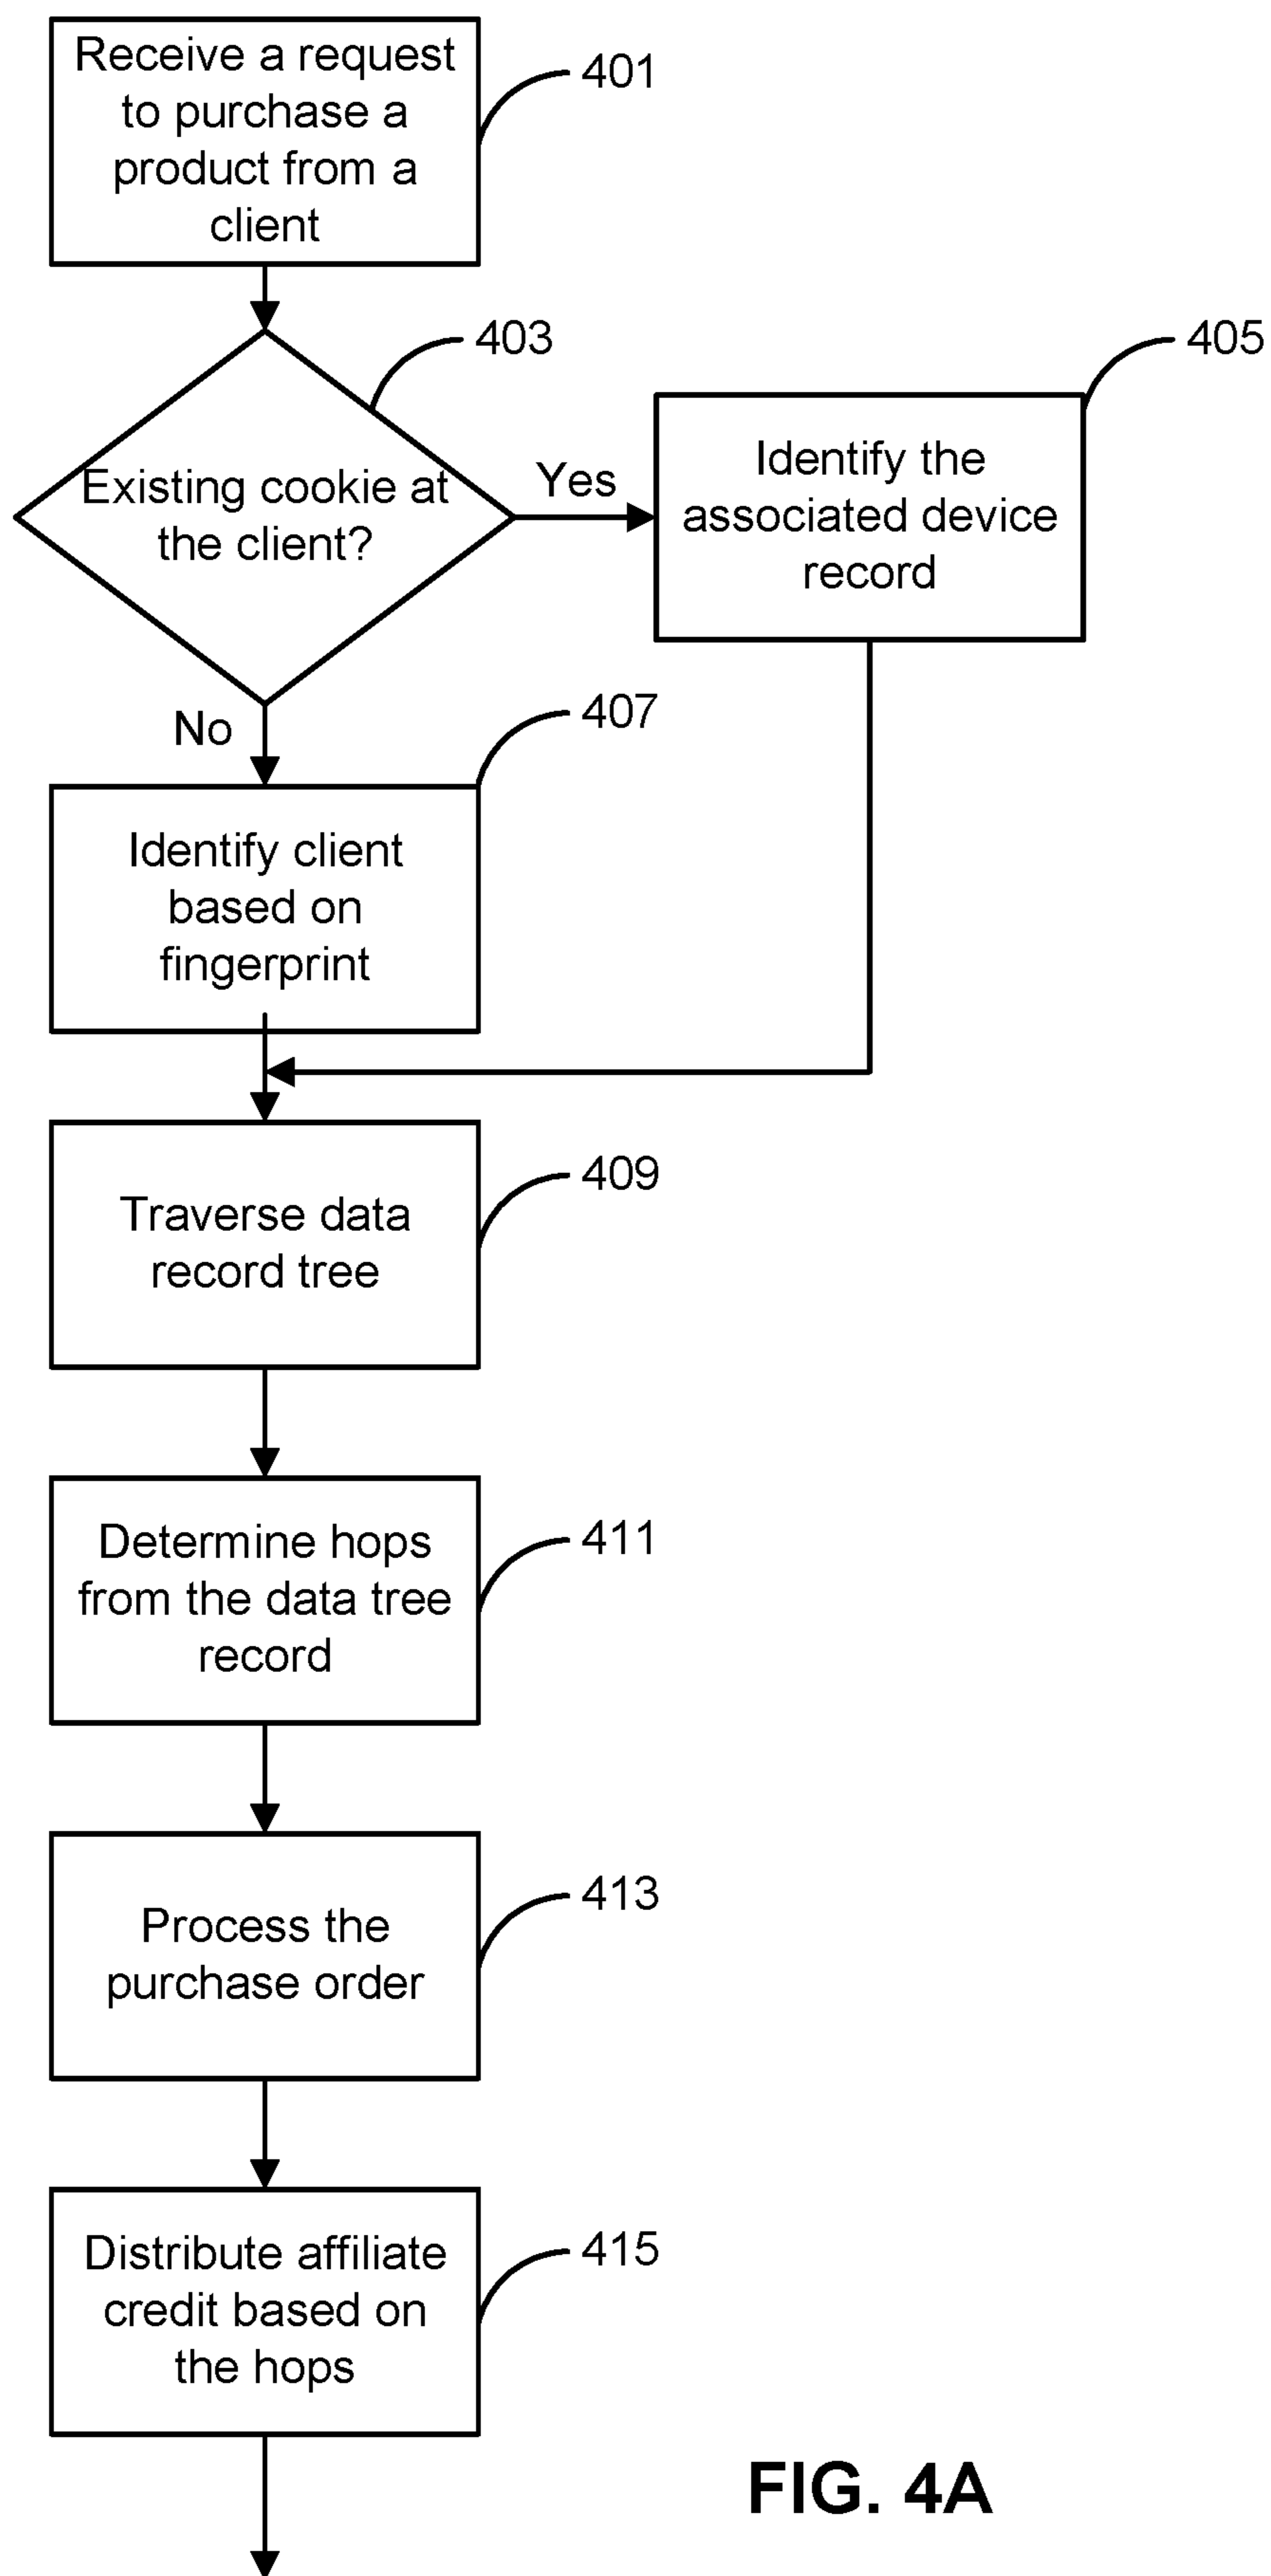 Receive a request
to purchase a
product from a
client
401
403
Existing cookie at
the client?
Yes
405
Identify the
associated device
record
No
407
Identify client
based on
fingerprint
409
Traverse data
record tree
411
Determine hops
from the data tree
record
413
Process the
purchase order
415
Distribute affiliate
credit based on
the hops
FIG. 4A